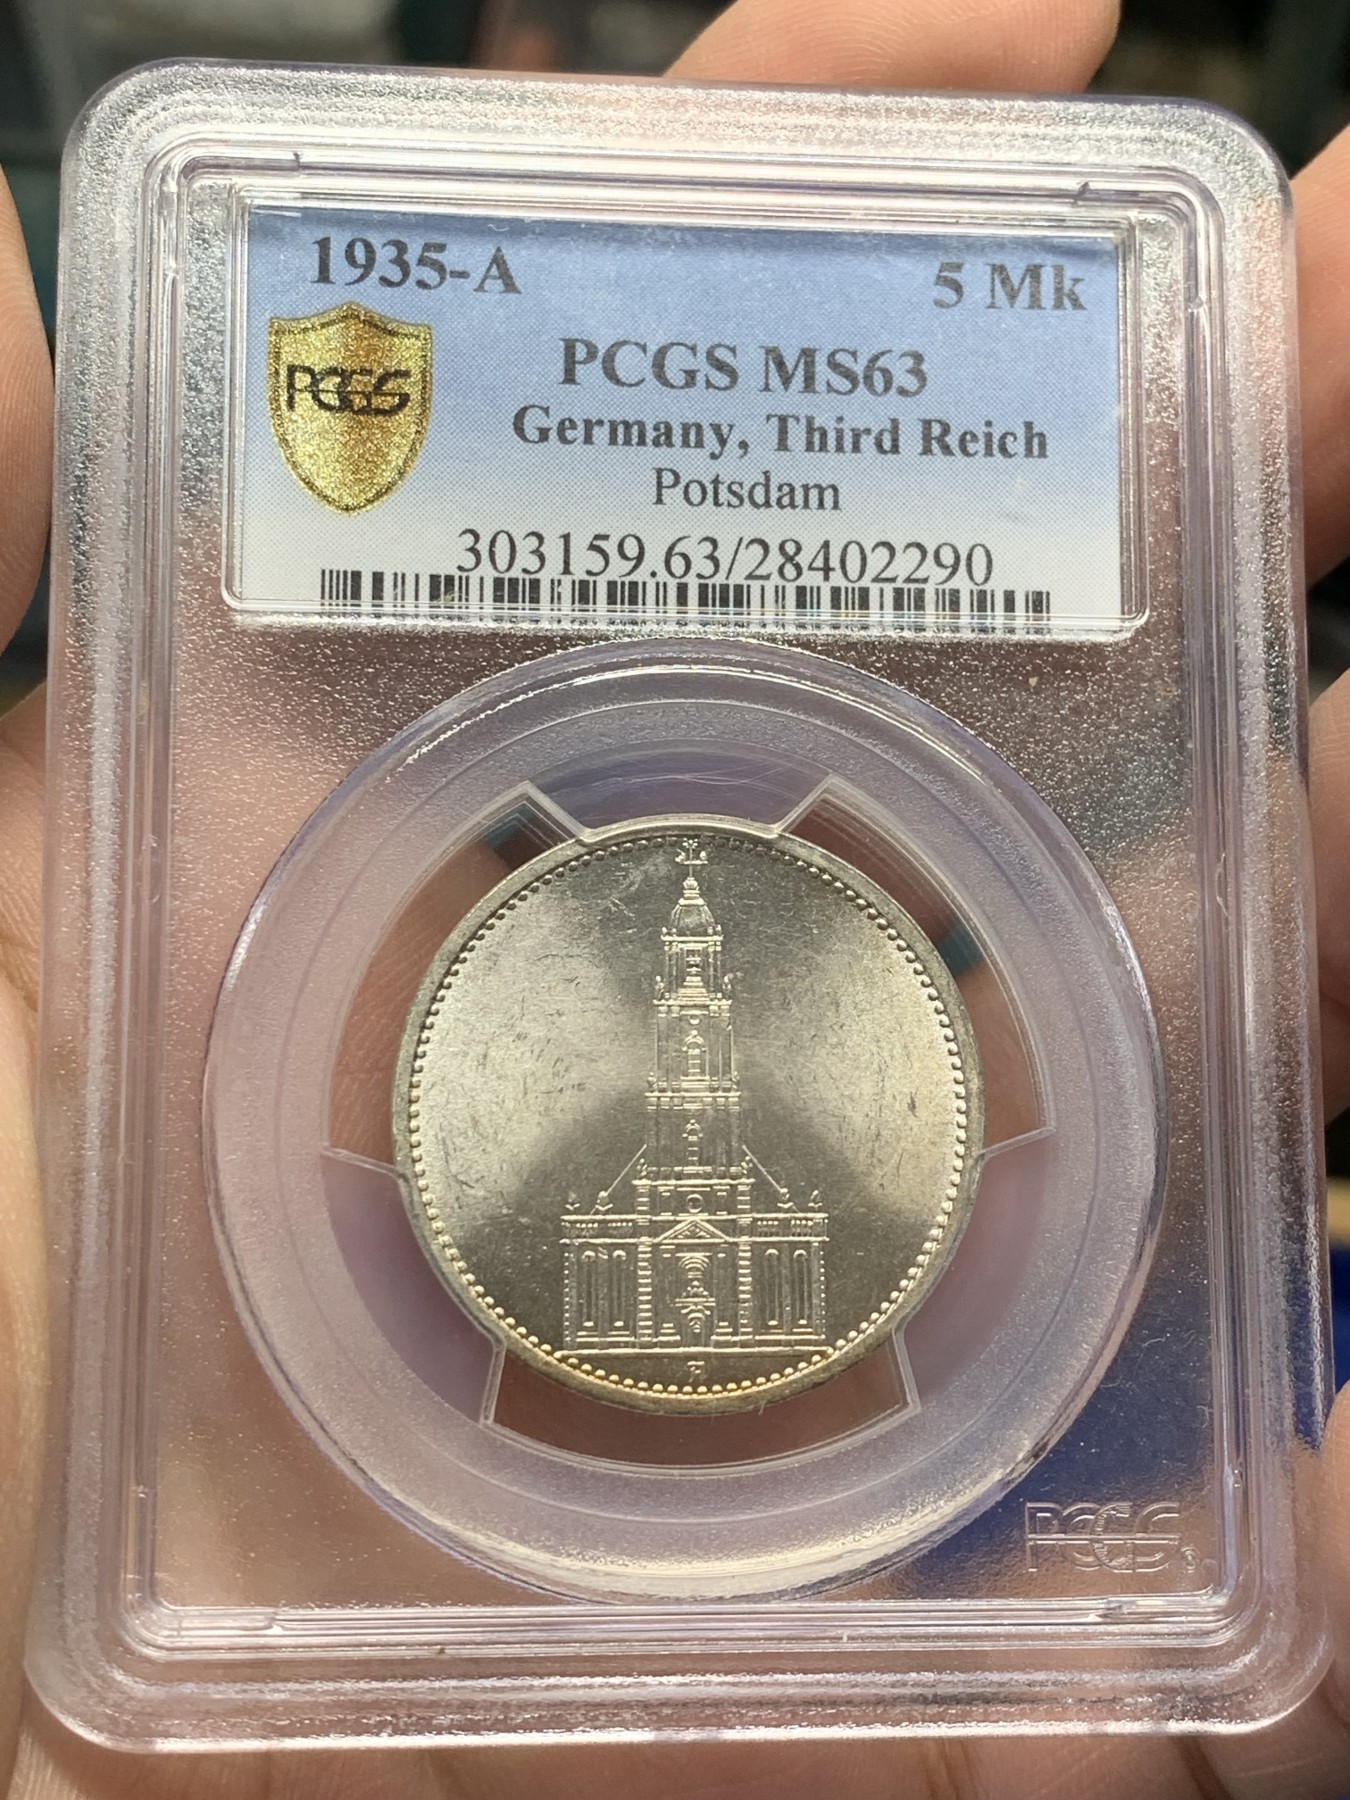 1935-A 5 Mk
PCGS
PCGS MS63
Germany, Third Reich
Potsdam
303159.63/28402290
PCGS